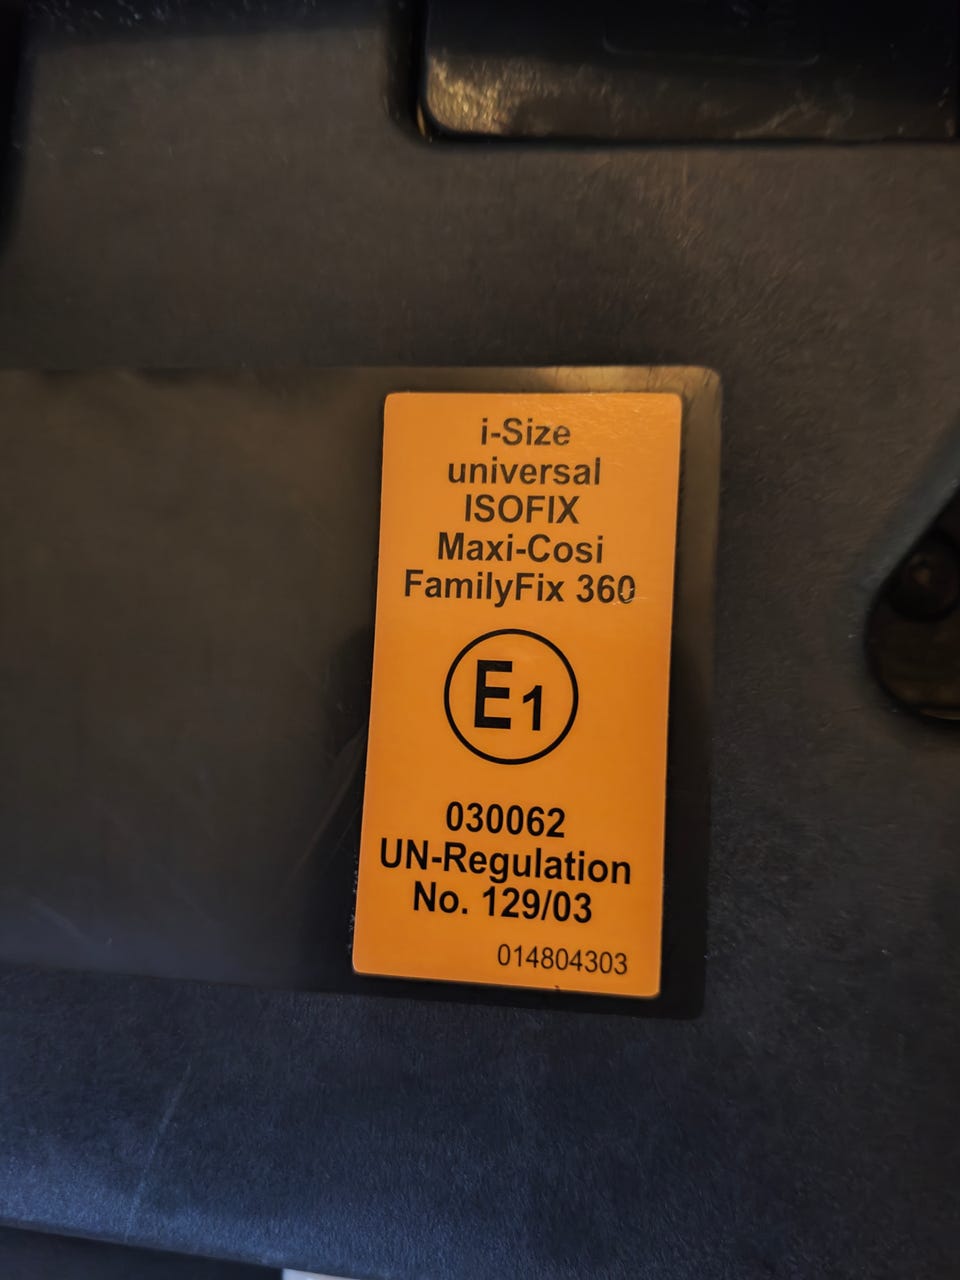 i-Size
universal
ISOFIX
Maxi-Cosi
FamilyFix 360
E1
030062
UN-Regulation
No. 129/03
014804303